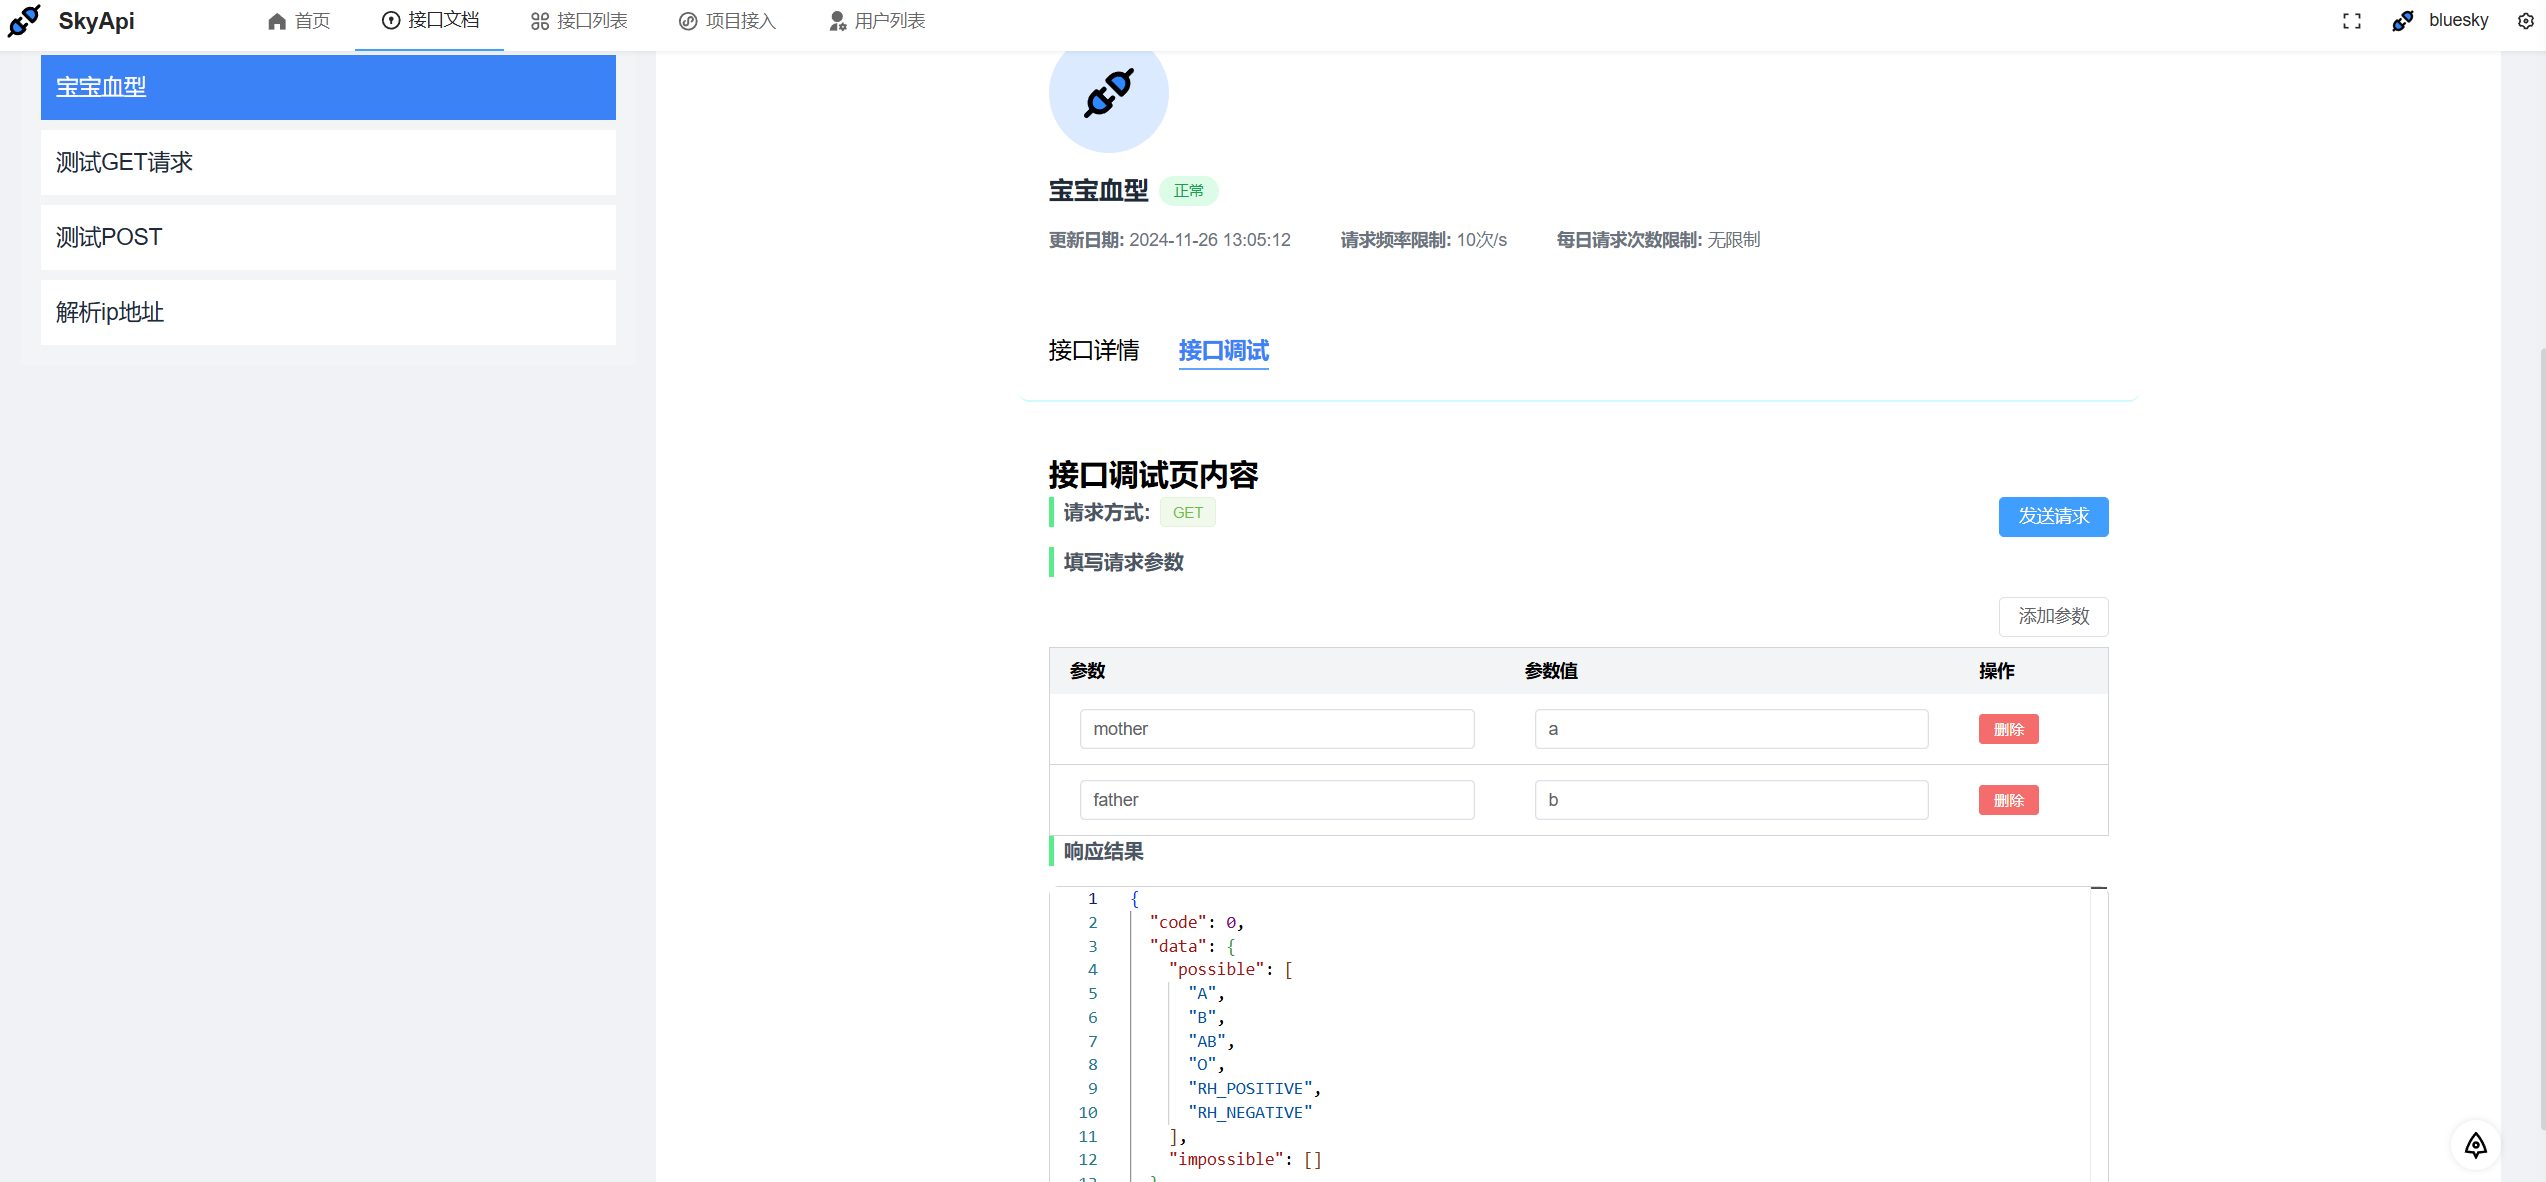 SkyApi 首页 接口文档 接口列表 项目接入 用户列表 bluesky
宝宝血型
测试GET请求
测试POST
解析ip地址
宝宝血型 正常
更新日期: 2024-11-26 13:05:12 请求频率限制: 10次/s 每日请求次数限制: 无限制
接口详情 接口调试
接口调试页内容
请求方式: GET 发送请求
填写请求参数
添加参数
参数 参数值 操作
mother a 删除
father b 删除
响应结果
1 {
2 "code": 0,
3 "data": {
4 "possible": [
5 "A",
6 "B",
7 "AB",
8 "O",
9 "RH_POSITIVE",
10 "RH_NEGATIVE"
11 ],
12 "impossible": []